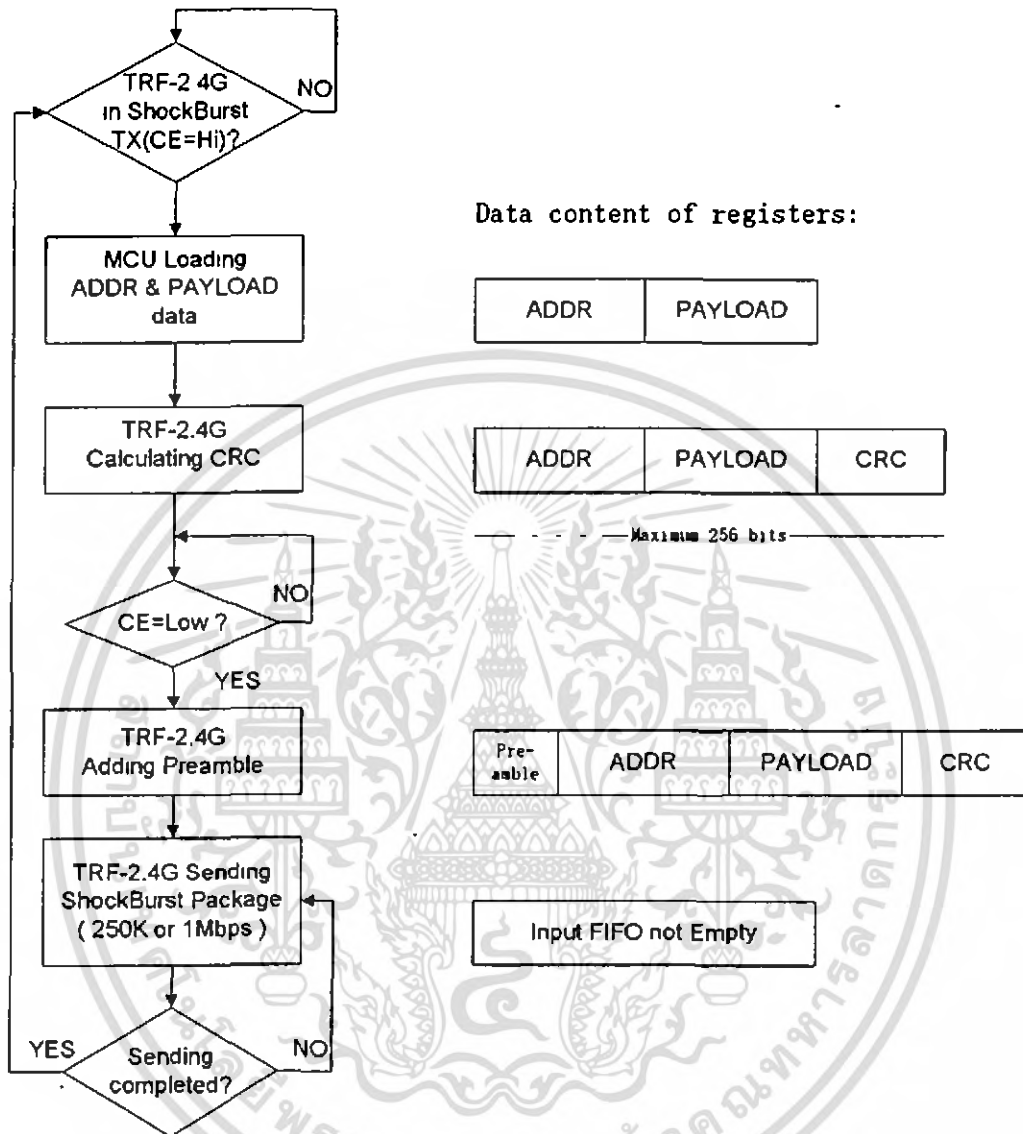 TRF-2 4G
in ShockBurst
TX(CE=Hi)?
NO
MCU Loading
ADDR & PAYLOAD
data
TRF-2.4G
Calculating CRC
NO
CE=Low ?
YES
TRF-2.4G
Adding Preamble
TRF-2.4G Sending
ShockBurst Package
( 250K or 1Mbps )
YES
NO
Sending
completed?
Data content of registers:
ADDR
PAYLOAD
ADDR
PAYLOAD
CRC
Maximum 256 bits
Pre-
amble
ADDR
PAYLOAD
CRC
Input FIFO not Empty